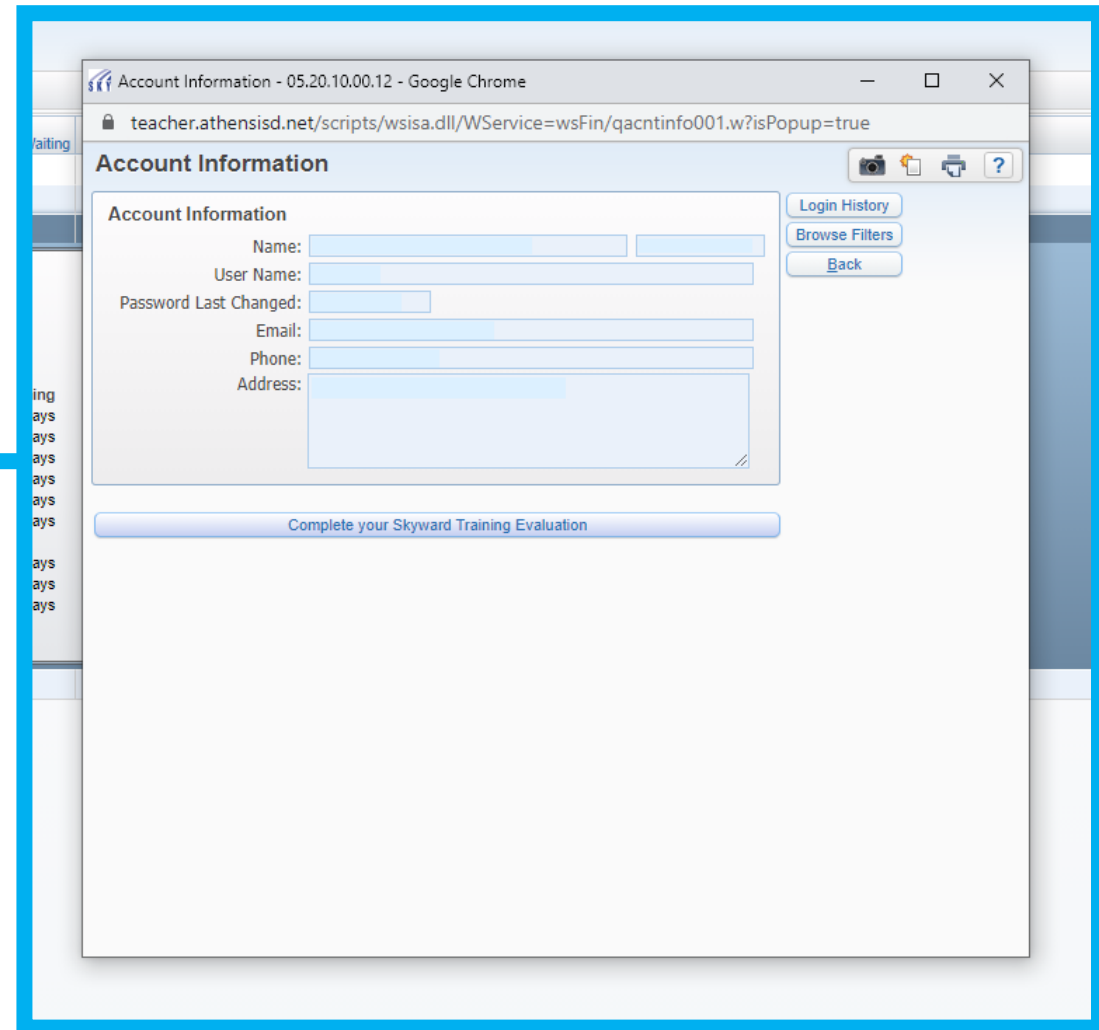 Account Information - 05.20.10.00.12 - Google Chrome
teacher.athensisd.net/scripts/wsisa.dll/WService=wsFin/qacntinfo001.w?isPopup=true
Account Information
?
Account Information
Name:
User Name:
Password Last Changed:
Email:
Phone:
Address:
Login History
Browse Filters
Back
Complete your Skyward Training Evaluation
aiting
ing
ays
ays
ays
ays
ays
ays
ays
ays
ays